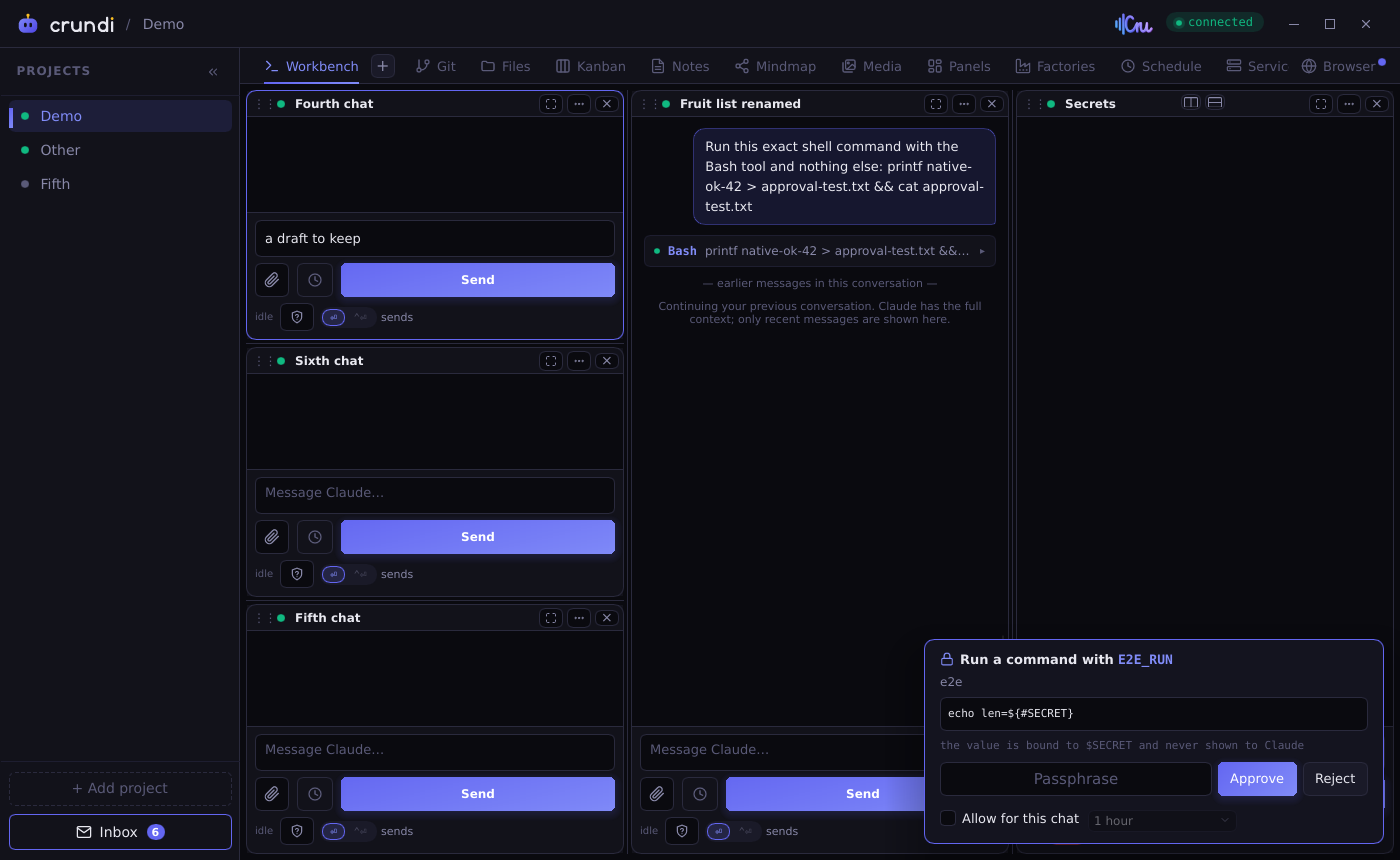 crundi / Demo
Cru
connected
PROJECTS
«
Demo
Other
Fifth
+ Add project
Inbox 6
Workbench
+
Git
Files
Kanban
Notes
Mindmap
Media
Panels
Factories
Schedule
Servic
Browser
Fourth chat
a draft to keep
Send
idle
sends
Sixth chat
Message Claude...
Send
idle
sends
Fifth chat
Message Claude...
Send
idle
sends
Fruit list renamed
Run this exact shell command with the
Bash tool and nothing else: printf native-
ok-42 > approval-test.txt && cat approval-
test.txt
Bash printf native-ok-42 > approval-test.txt &&...
— earlier messages in this conversation —
Continuing your previous conversation. Claude has the full
context; only recent messages are shown here.
Message Claude...
Send
idle
sends
Secrets
Run a command with E2E_RUN
e2e
echo len=${#SECRET}
the value is bound to $SECRET and never shown to Claude
Passphrase
Approve
Reject
Allow for this chat
1 hour